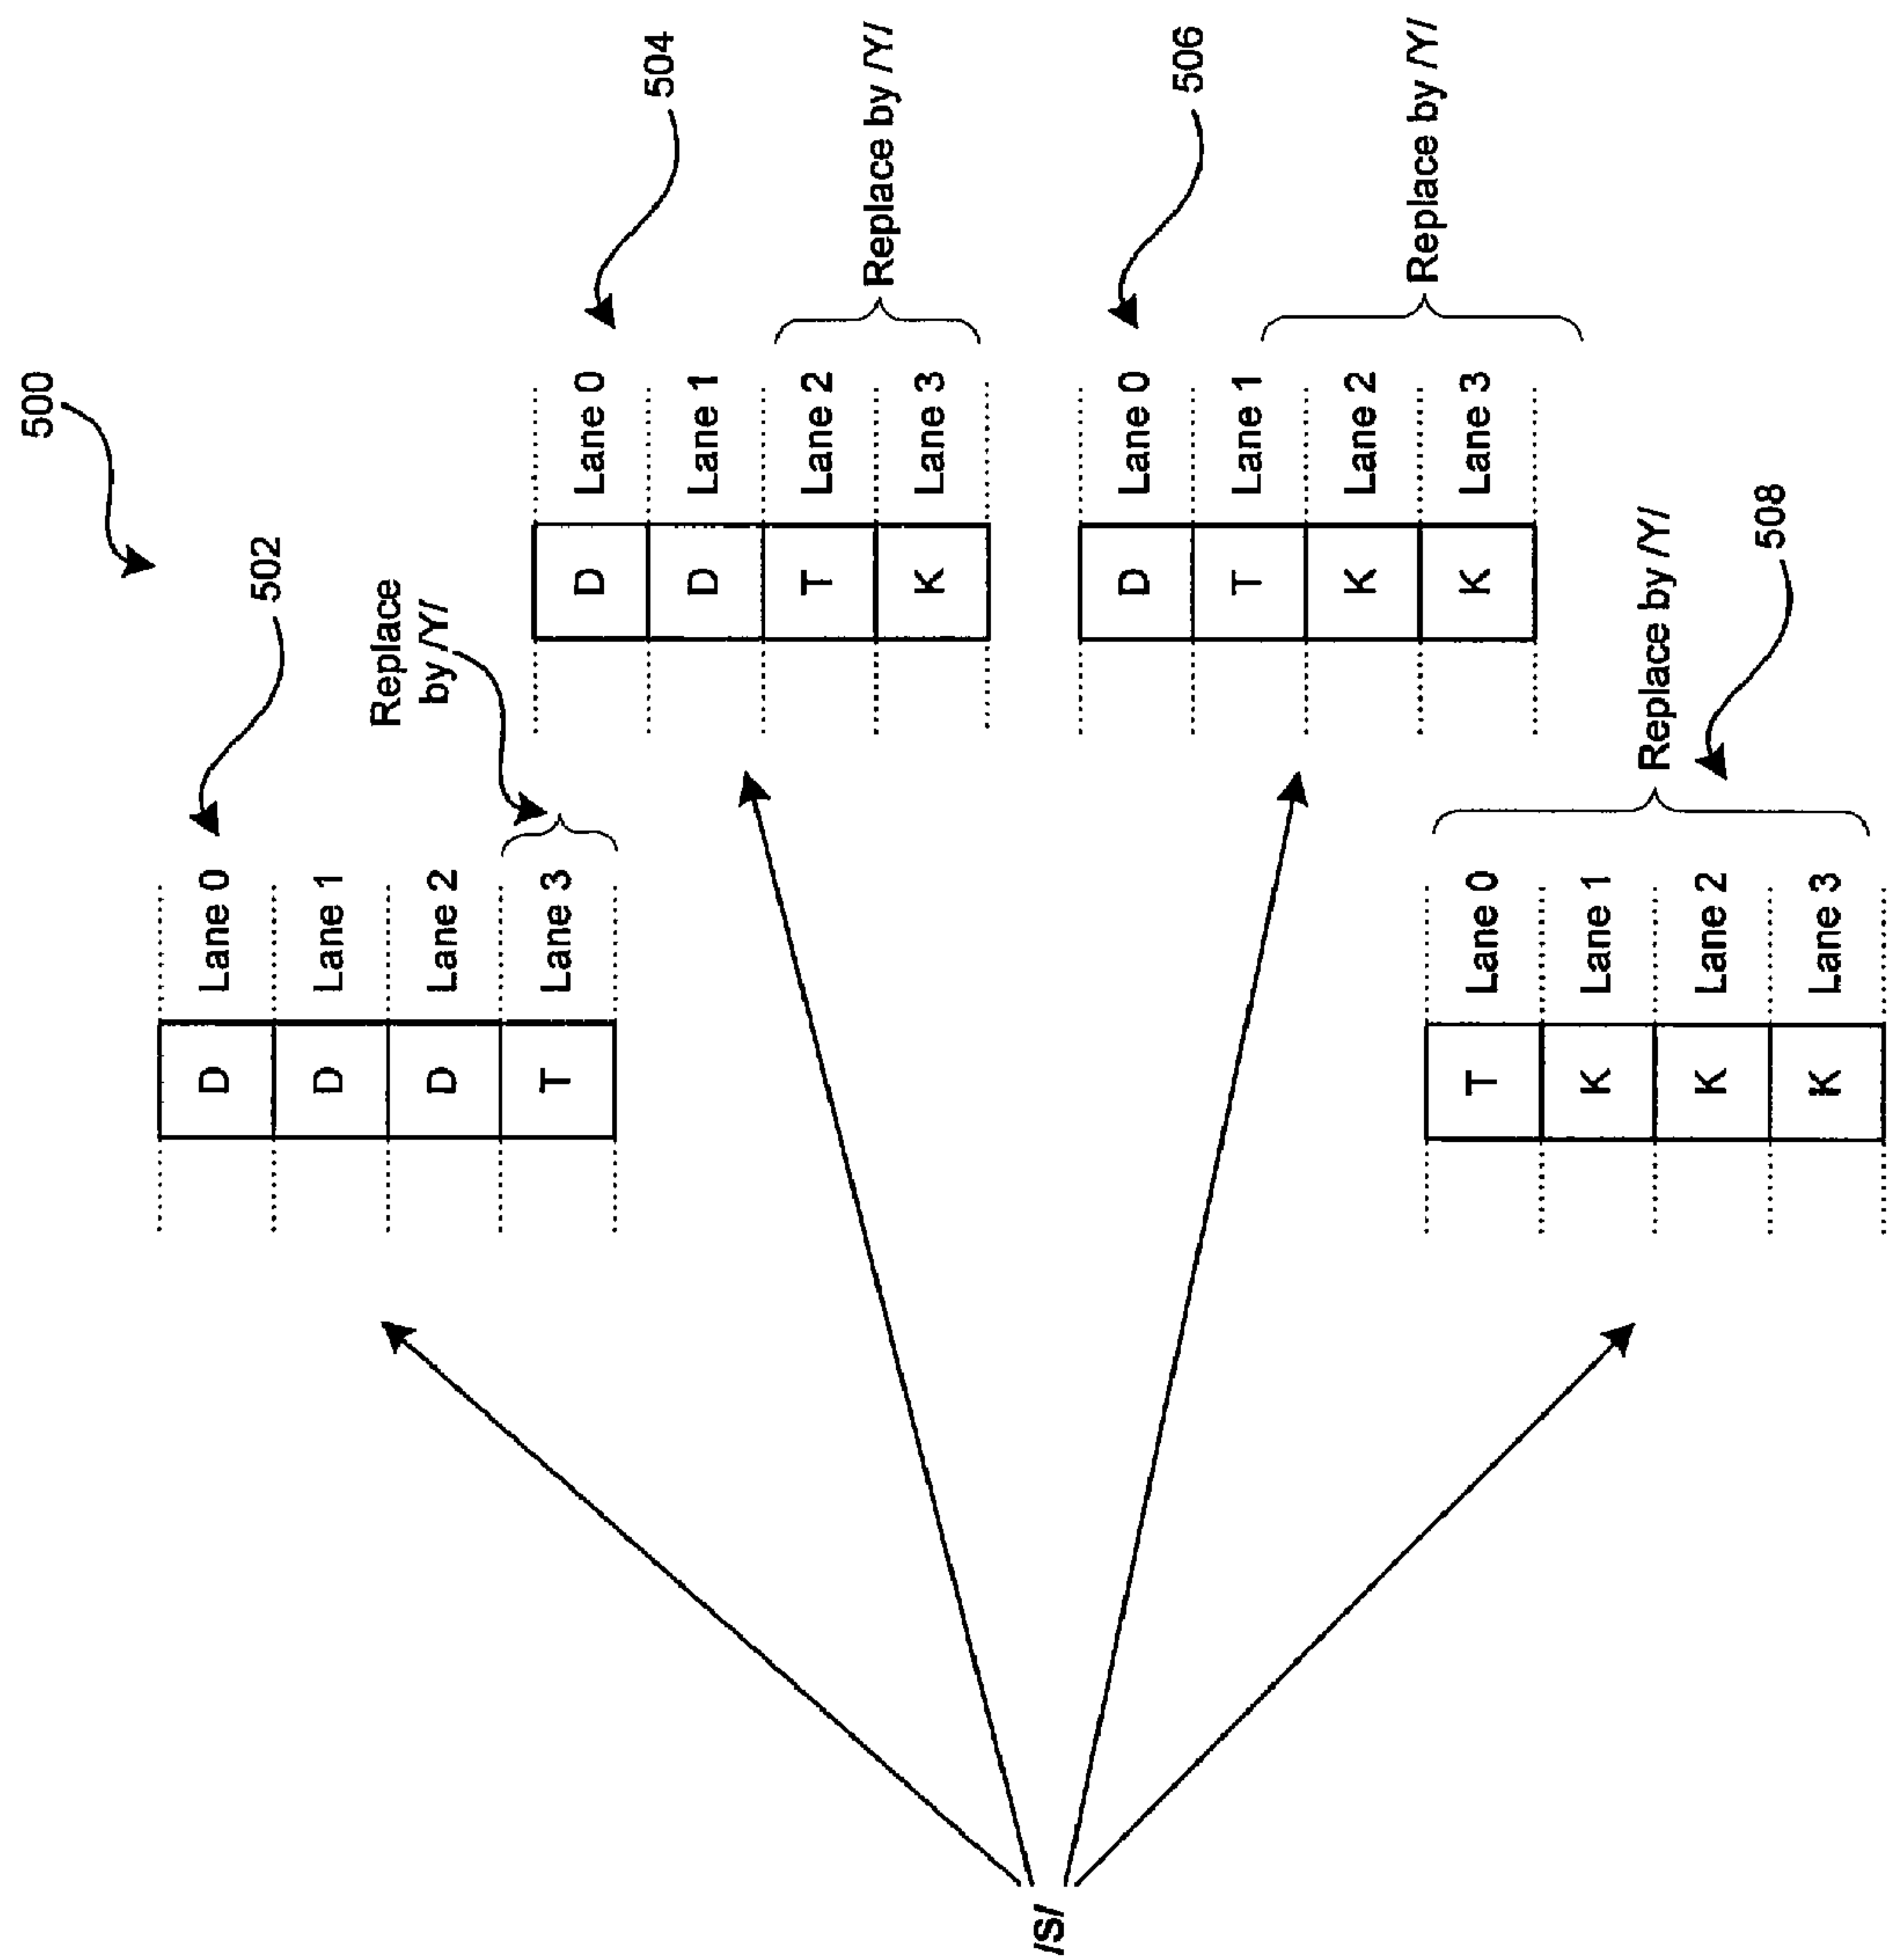 500
502
D Lane 0
D Lane 1
D Lane 2
T Lane 3
Replace
by /Y/
504
D Lane 0
D Lane 1
T Lane 2
K Lane 3
Replace by /Y/
/S/
506
D Lane 0
T Lane 1
K Lane 2
K Lane 3
Replace by /Y/
508
T Lane 0
K Lane 1
K Lane 2
K Lane 3
Replace by /Y/